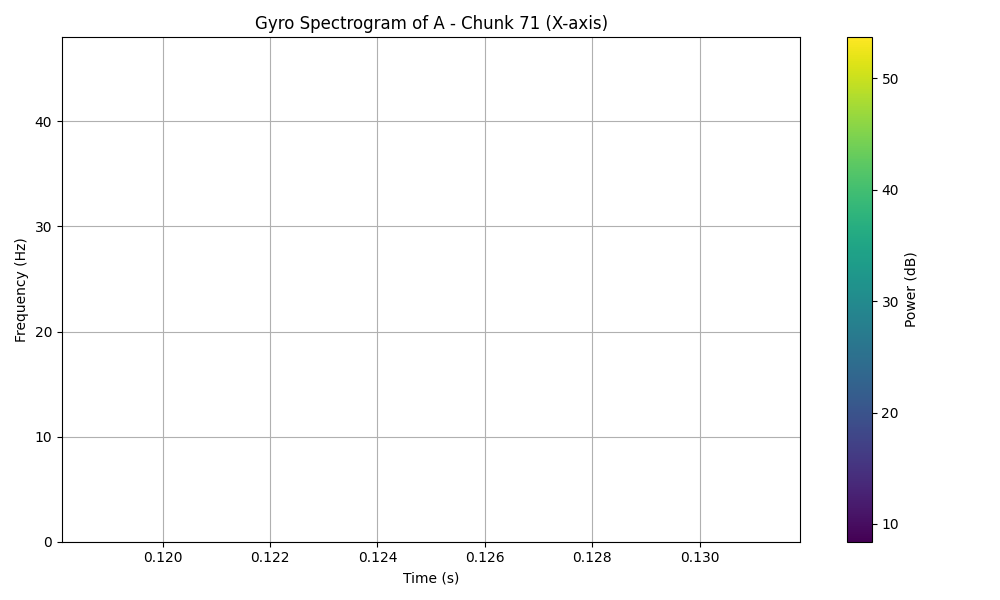 Gyro Spectrogram of A - Chunk 71 (X-axis)
40
30
20
10
0
Frequency (Hz)
0.120 0.122 0.124 0.126 0.128 0.130
Time (s)
50
40
30
20
10
Power (dB)